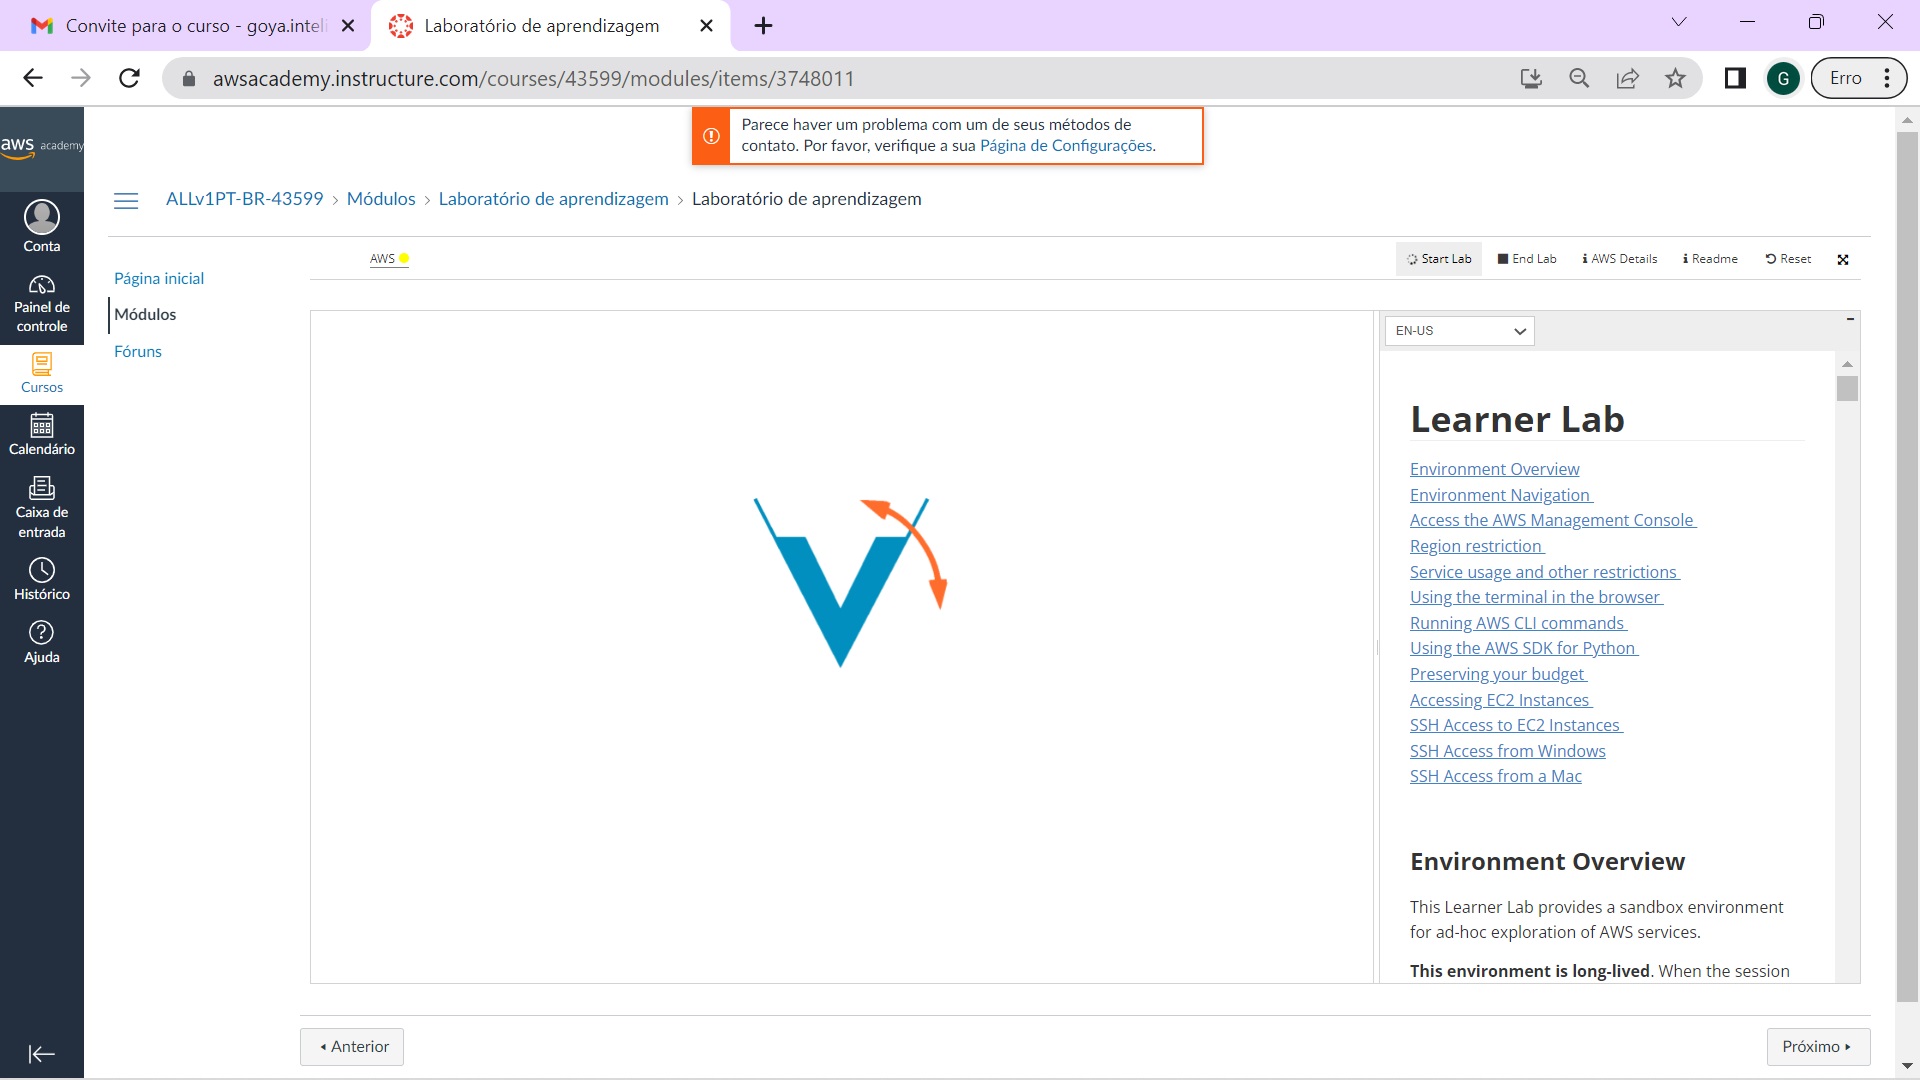 Convite para o curso - goya.inteli
Laboratório de aprendizagem
awsacademy.instructure.com/courses/43599/modules/items/3748011
G
Erro
aws academy
Parece haver um problema com um de seus métodos de
contato. Por favor, verifique a sua Página de Configurações.
ALLv1PT-BR-43599 > Módulos > Laboratório de aprendizagem > Laboratório de aprendizagem
Conta
Painel de
controle
Cursos
Calendário
Caixa de
entrada
Histórico
Ajuda
Página inicial
Módulos
Fóruns
AWS
Start Lab
End Lab
AWS Details
Readme
Reset
EN-US
Learner Lab
Environment Overview
Environment Navigation
Access the AWS Management Console
Region restriction
Service usage and other restrictions
Using the terminal in the browser
Running AWS CLI commands
Using the AWS SDK for Python
Preserving your budget
Accessing EC2 Instances
SSH Access to EC2 Instances
SSH Access from Windows
SSH Access from a Mac
Environment Overview
This Learner Lab provides a sandbox environment
for ad-hoc exploration of AWS services.
This environment is long-lived. When the session
Anterior
Próximo